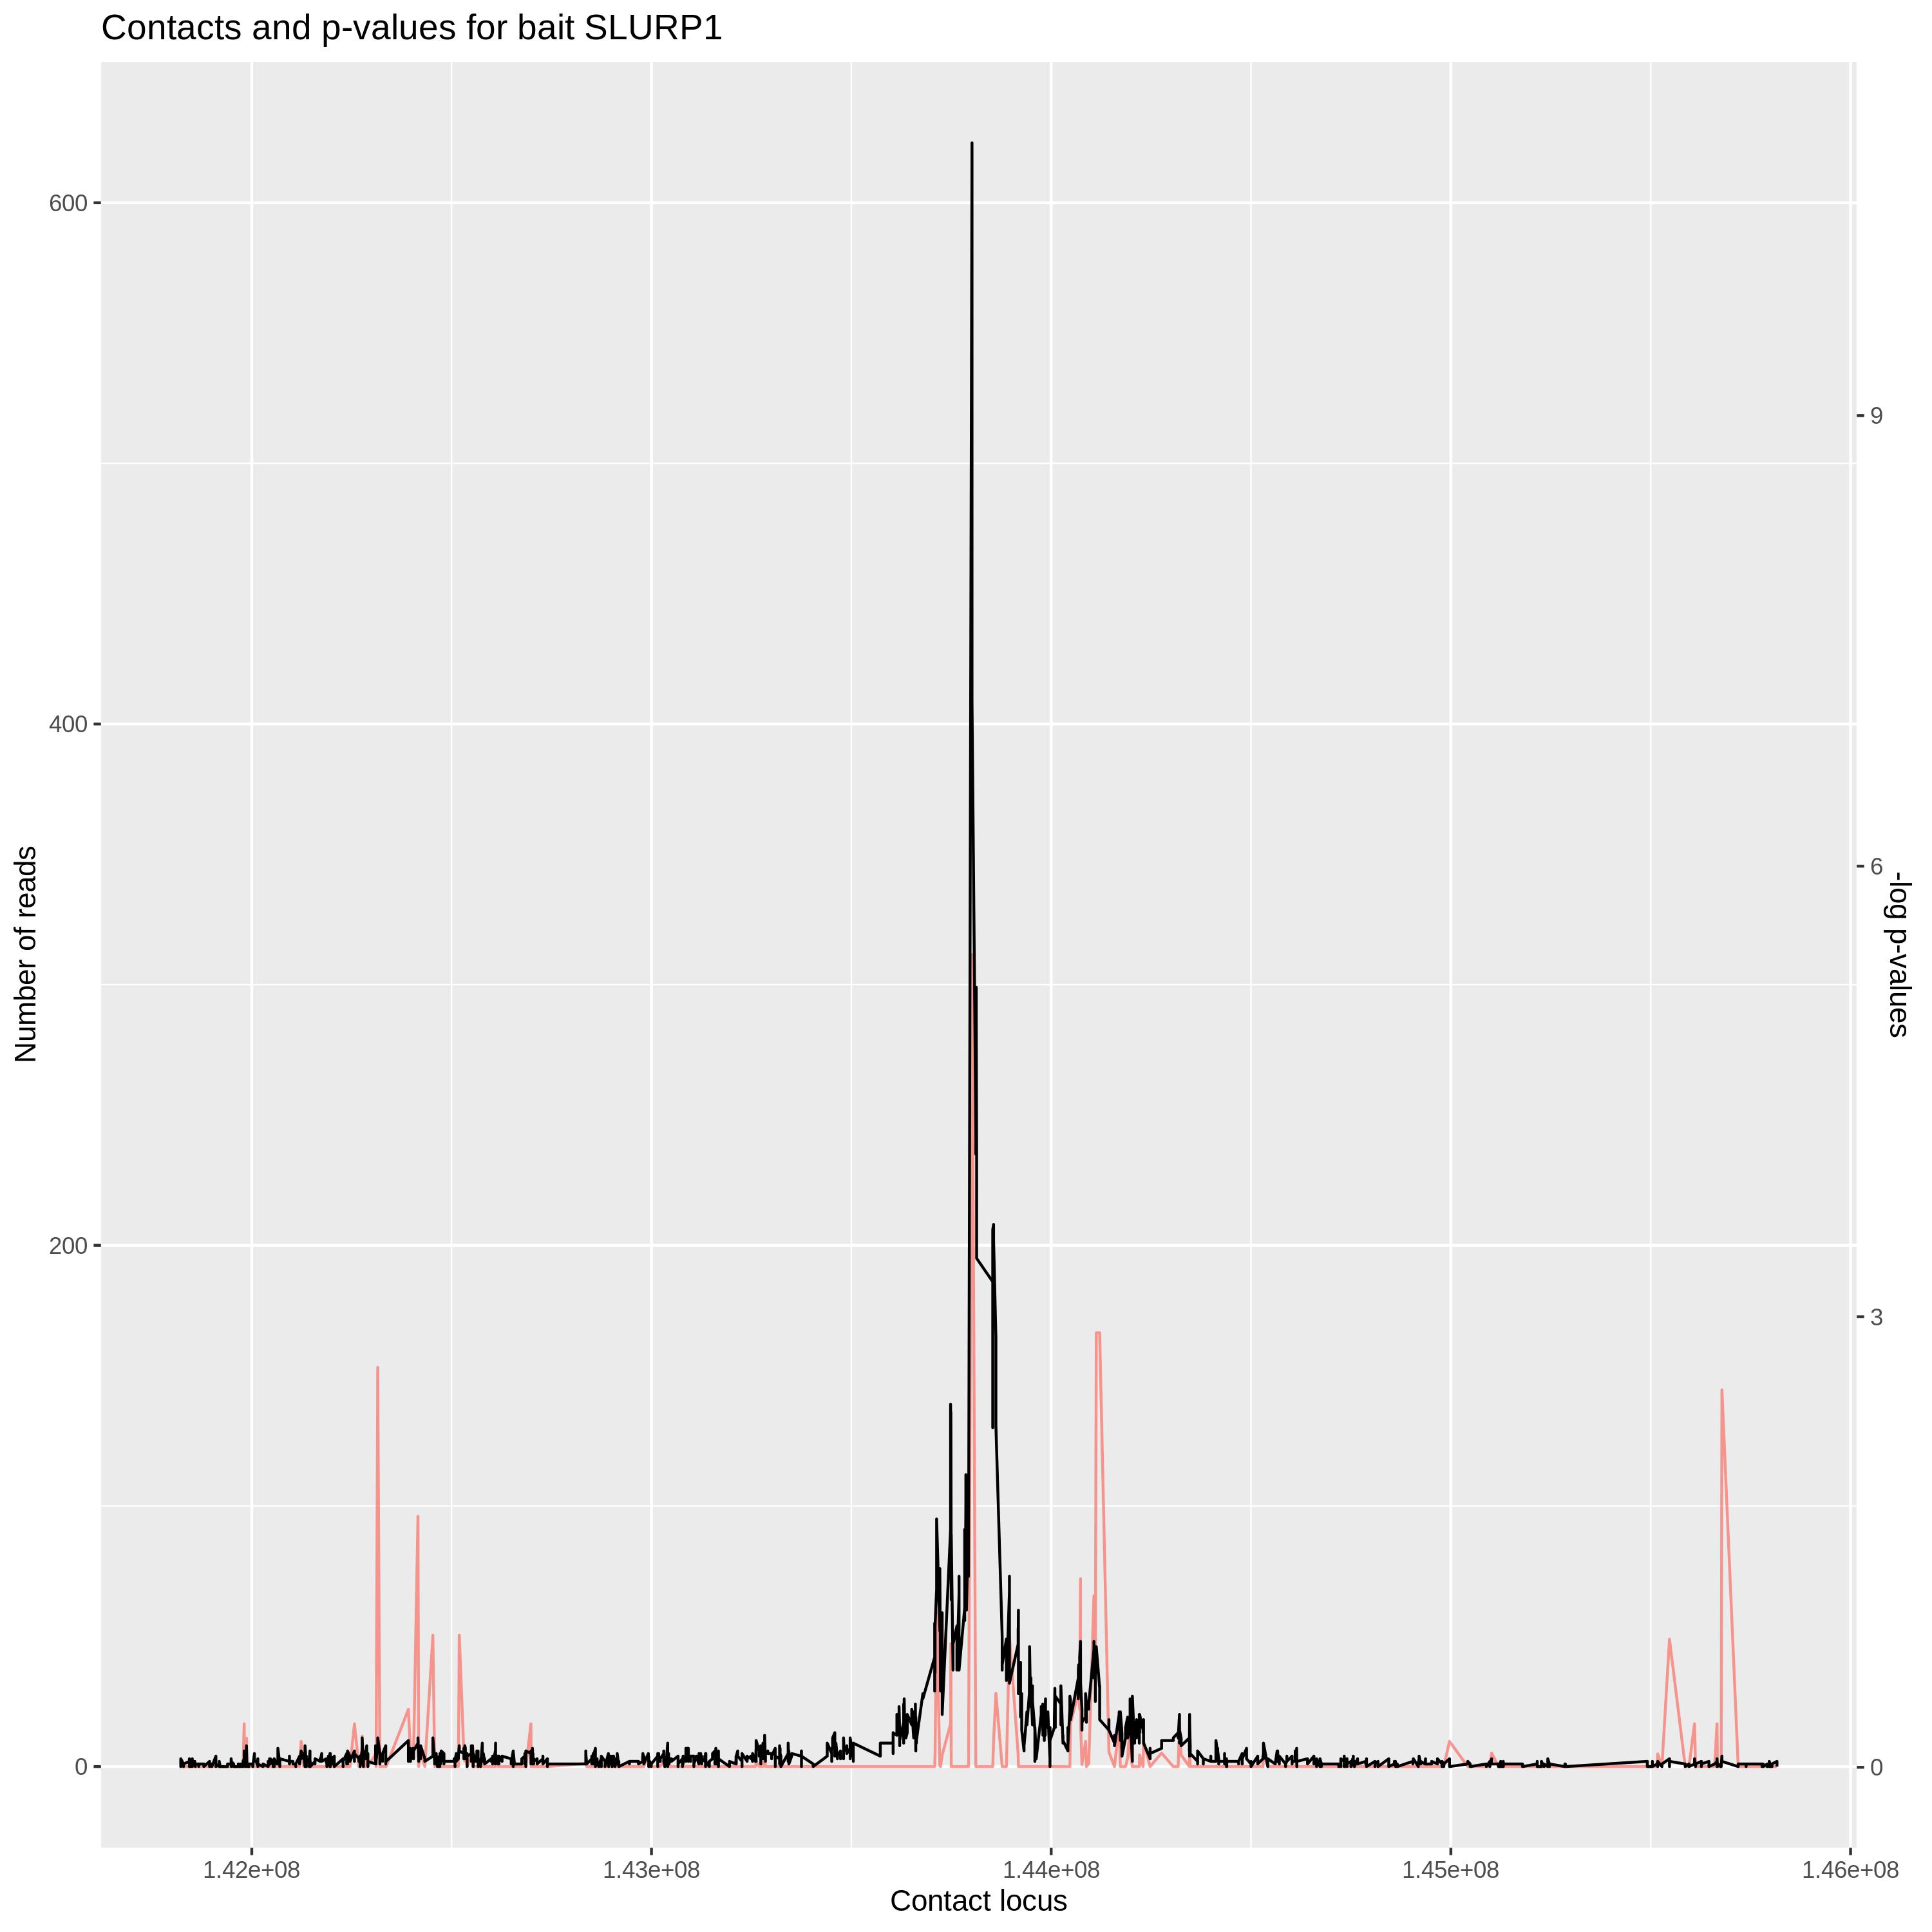 Contacts and p-values for bait SLURP1
600
400
200
0
Number of reads
9
6
3
0
-log p-values
1.42e+08
1.43e+08
1.44e+08
1.45e+08
1.46e+08
Contact locus